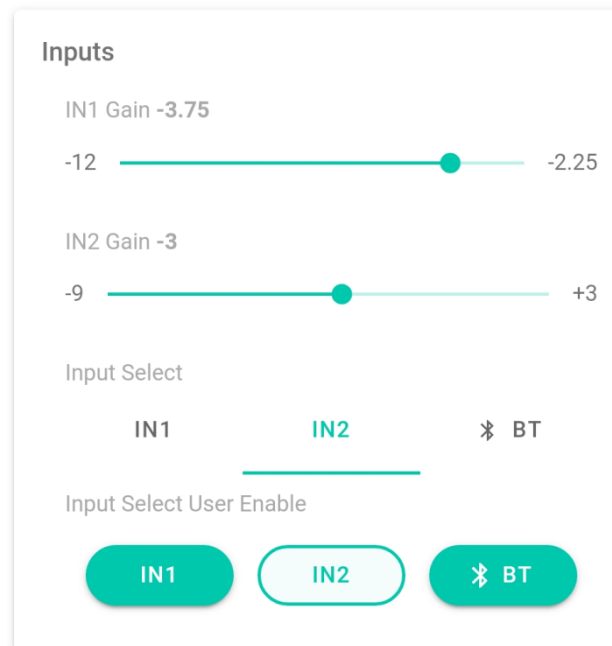 Inputs
IN1 Gain -3.75
-12 -2.25
IN2 Gain -3
-9 +3
Input Select
IN1 IN2 BT
Input Select User Enable
IN1 IN2 BT